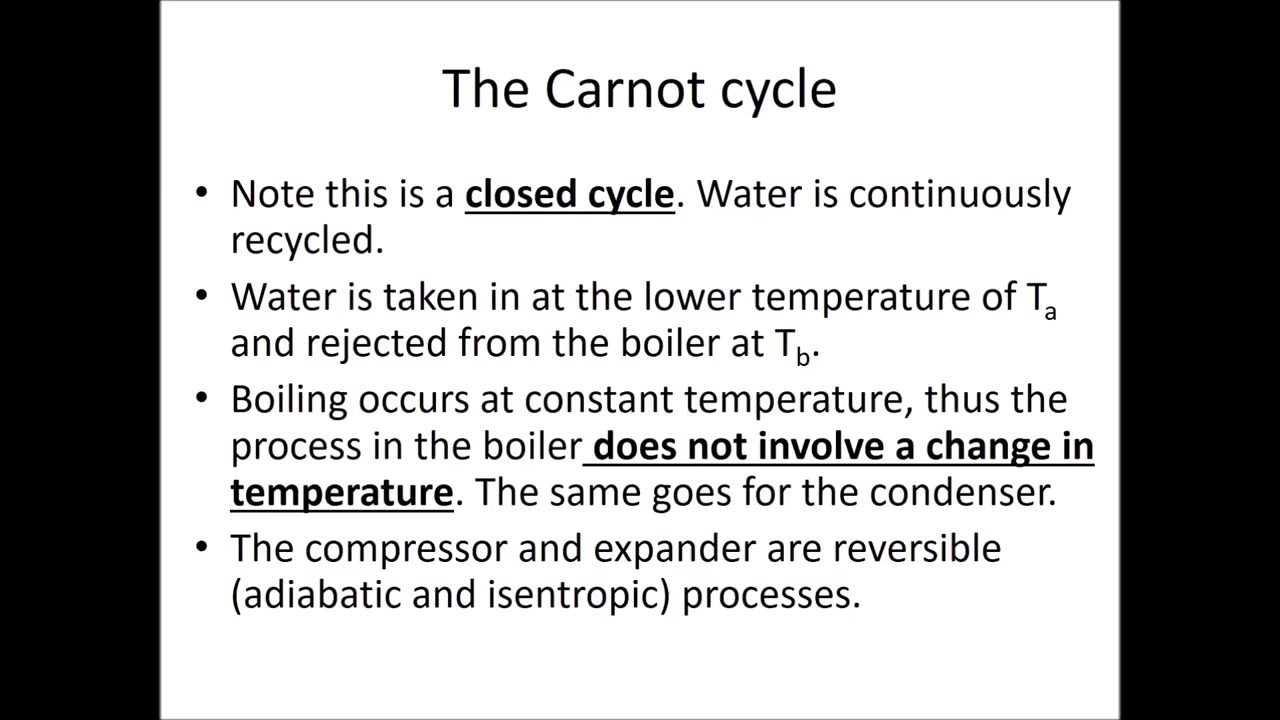 The Carnot cycle
• Note this is a closed cycle. Water is continuously
recycled.
• Water is taken in at the lower temperature of Ta
and rejected from the boiler at Tb.
• Boiling occurs at constant temperature, thus the
process in the boiler does not involve a change in
temperature. The same goes for the condenser.
• The compressor and expander are reversible
(adiabatic and isentropic) processes.